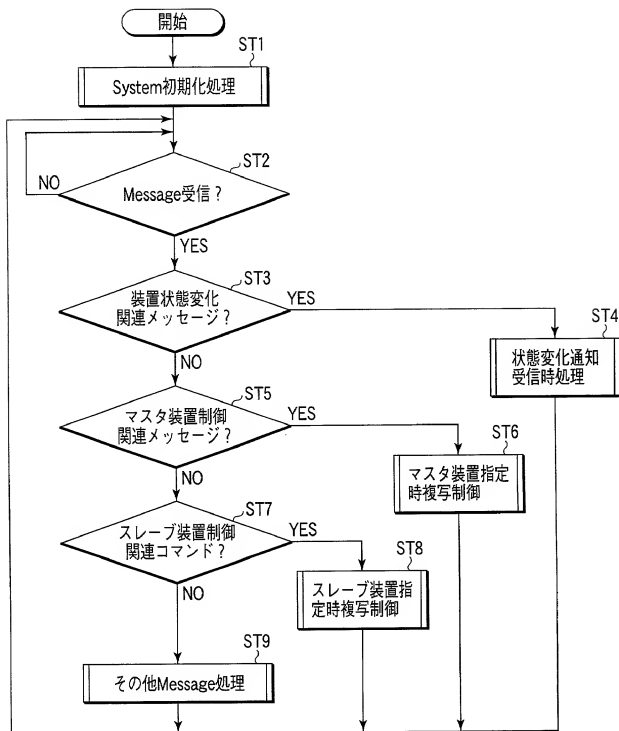 開始
ST1
System初期化処理
ST2
Message受信？
NO
YES
ST3
装置状態変化
関連メッセージ？
YES
NO
ST4
状態変化通知
受信時処理
ST5
マスタ装置制御
関連メッセージ？
YES
NO
ST6
マスタ装置指定
時複写制御
ST7
スレーブ装置制御
関連コマンド？
YES
NO
ST8
スレーブ装置指
定時複写制御
ST9
その他Message処理